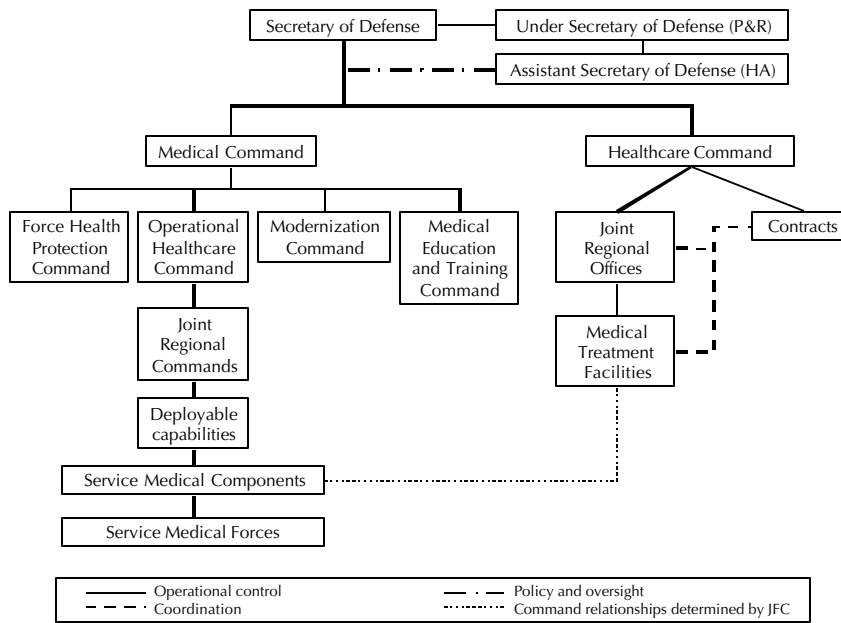 Secretary of Defense
Under Secretary of Defense (P&R)
Assistant Secretary of Defense (HA)
Medical Command
Healthcare Command
Force Health
Protection
Command
Operational
Healthcare
Command
Modernization
Command
Medical
Education
and Training
Command
Joint
Regional
Offices
Contracts
Joint
Regional
Commands
Medical
Treatment
Facilities
Deployable
capabilities
Service Medical Components
Service Medical Forces
Operational control
Coordination
Policy and oversight
Command relationships determined by JFC